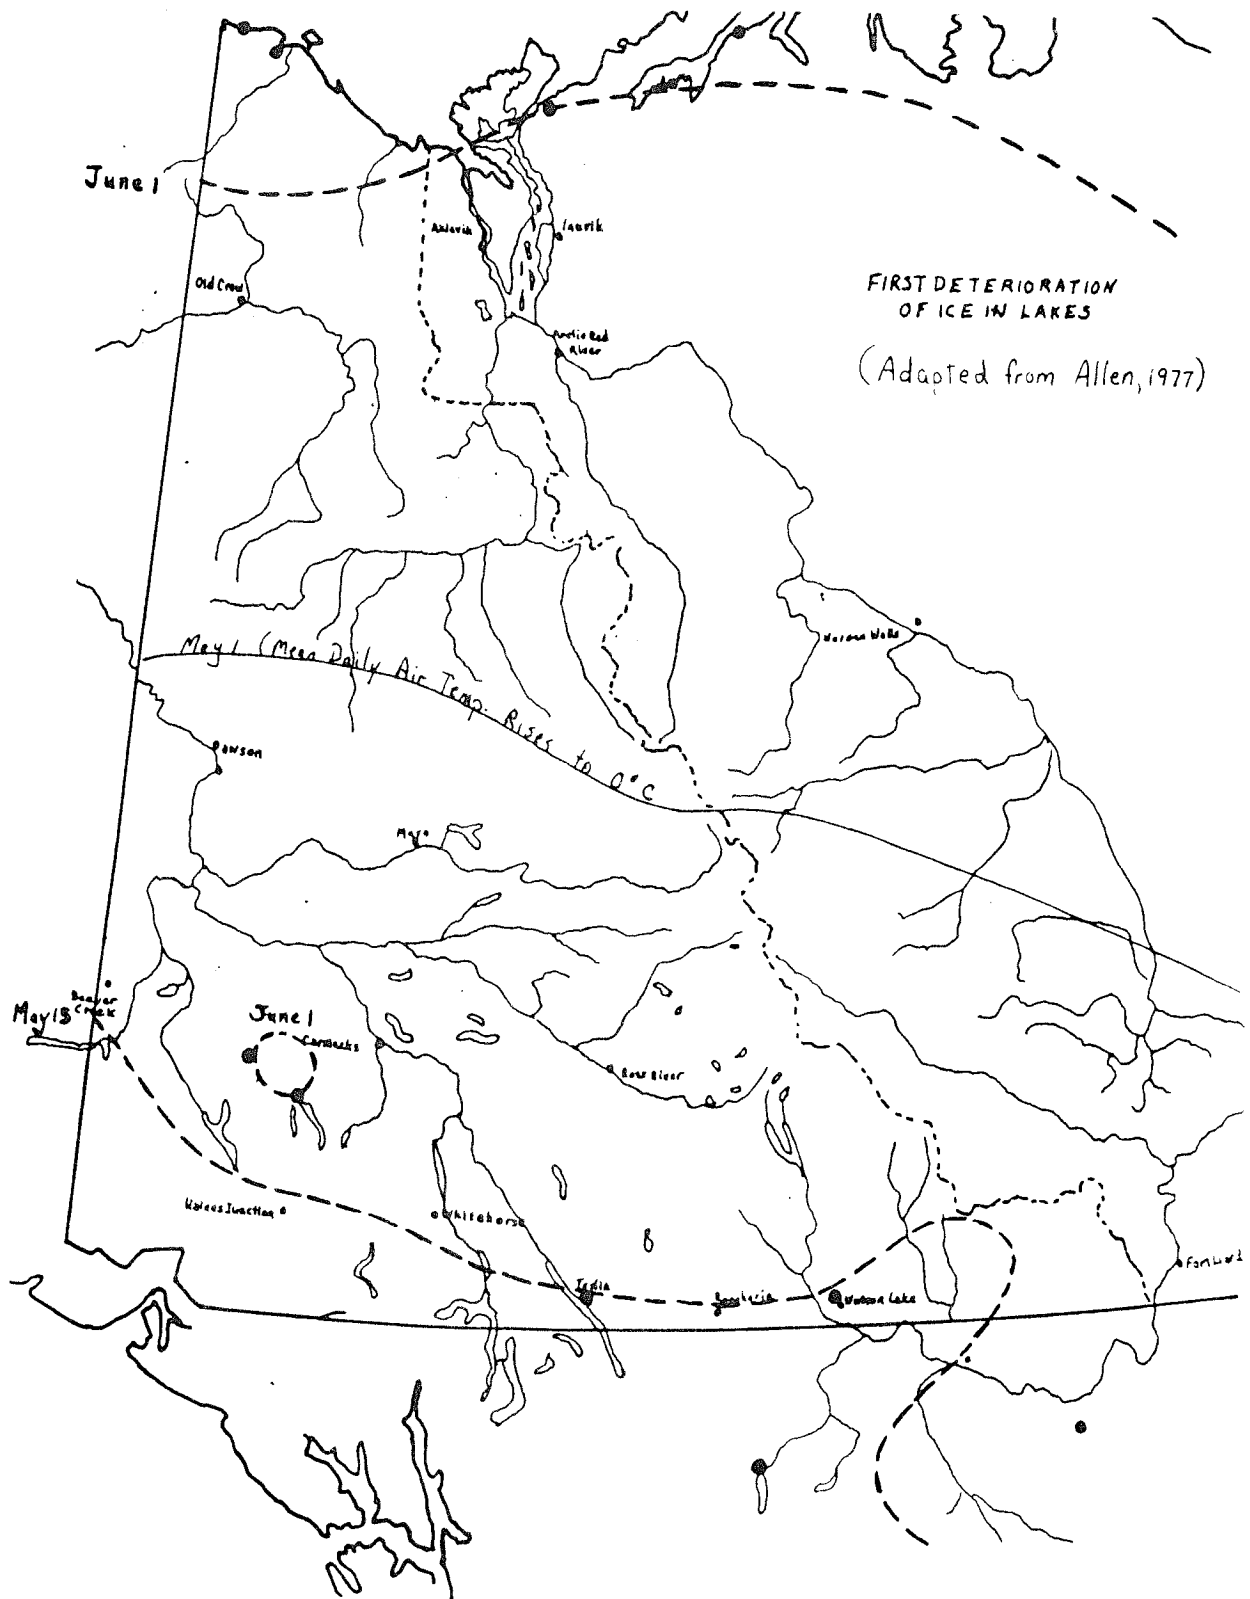 June 1
Aklavik
Inuvik
Old Crow
FIRST DETERIORATION
OF ICE IN LAKES
Arctic Red
River
(Adapted from Allen, 1977)
Norman Wells
May 1 (Mean Daily Air Temp. Rises to 0°C
Dawson
Mayo
Beaver
Creek
May 15
June 1
Carmacks
Ross River
Haines Junction
Whitehorse
Teslin
Watson Lake
Fort Liard